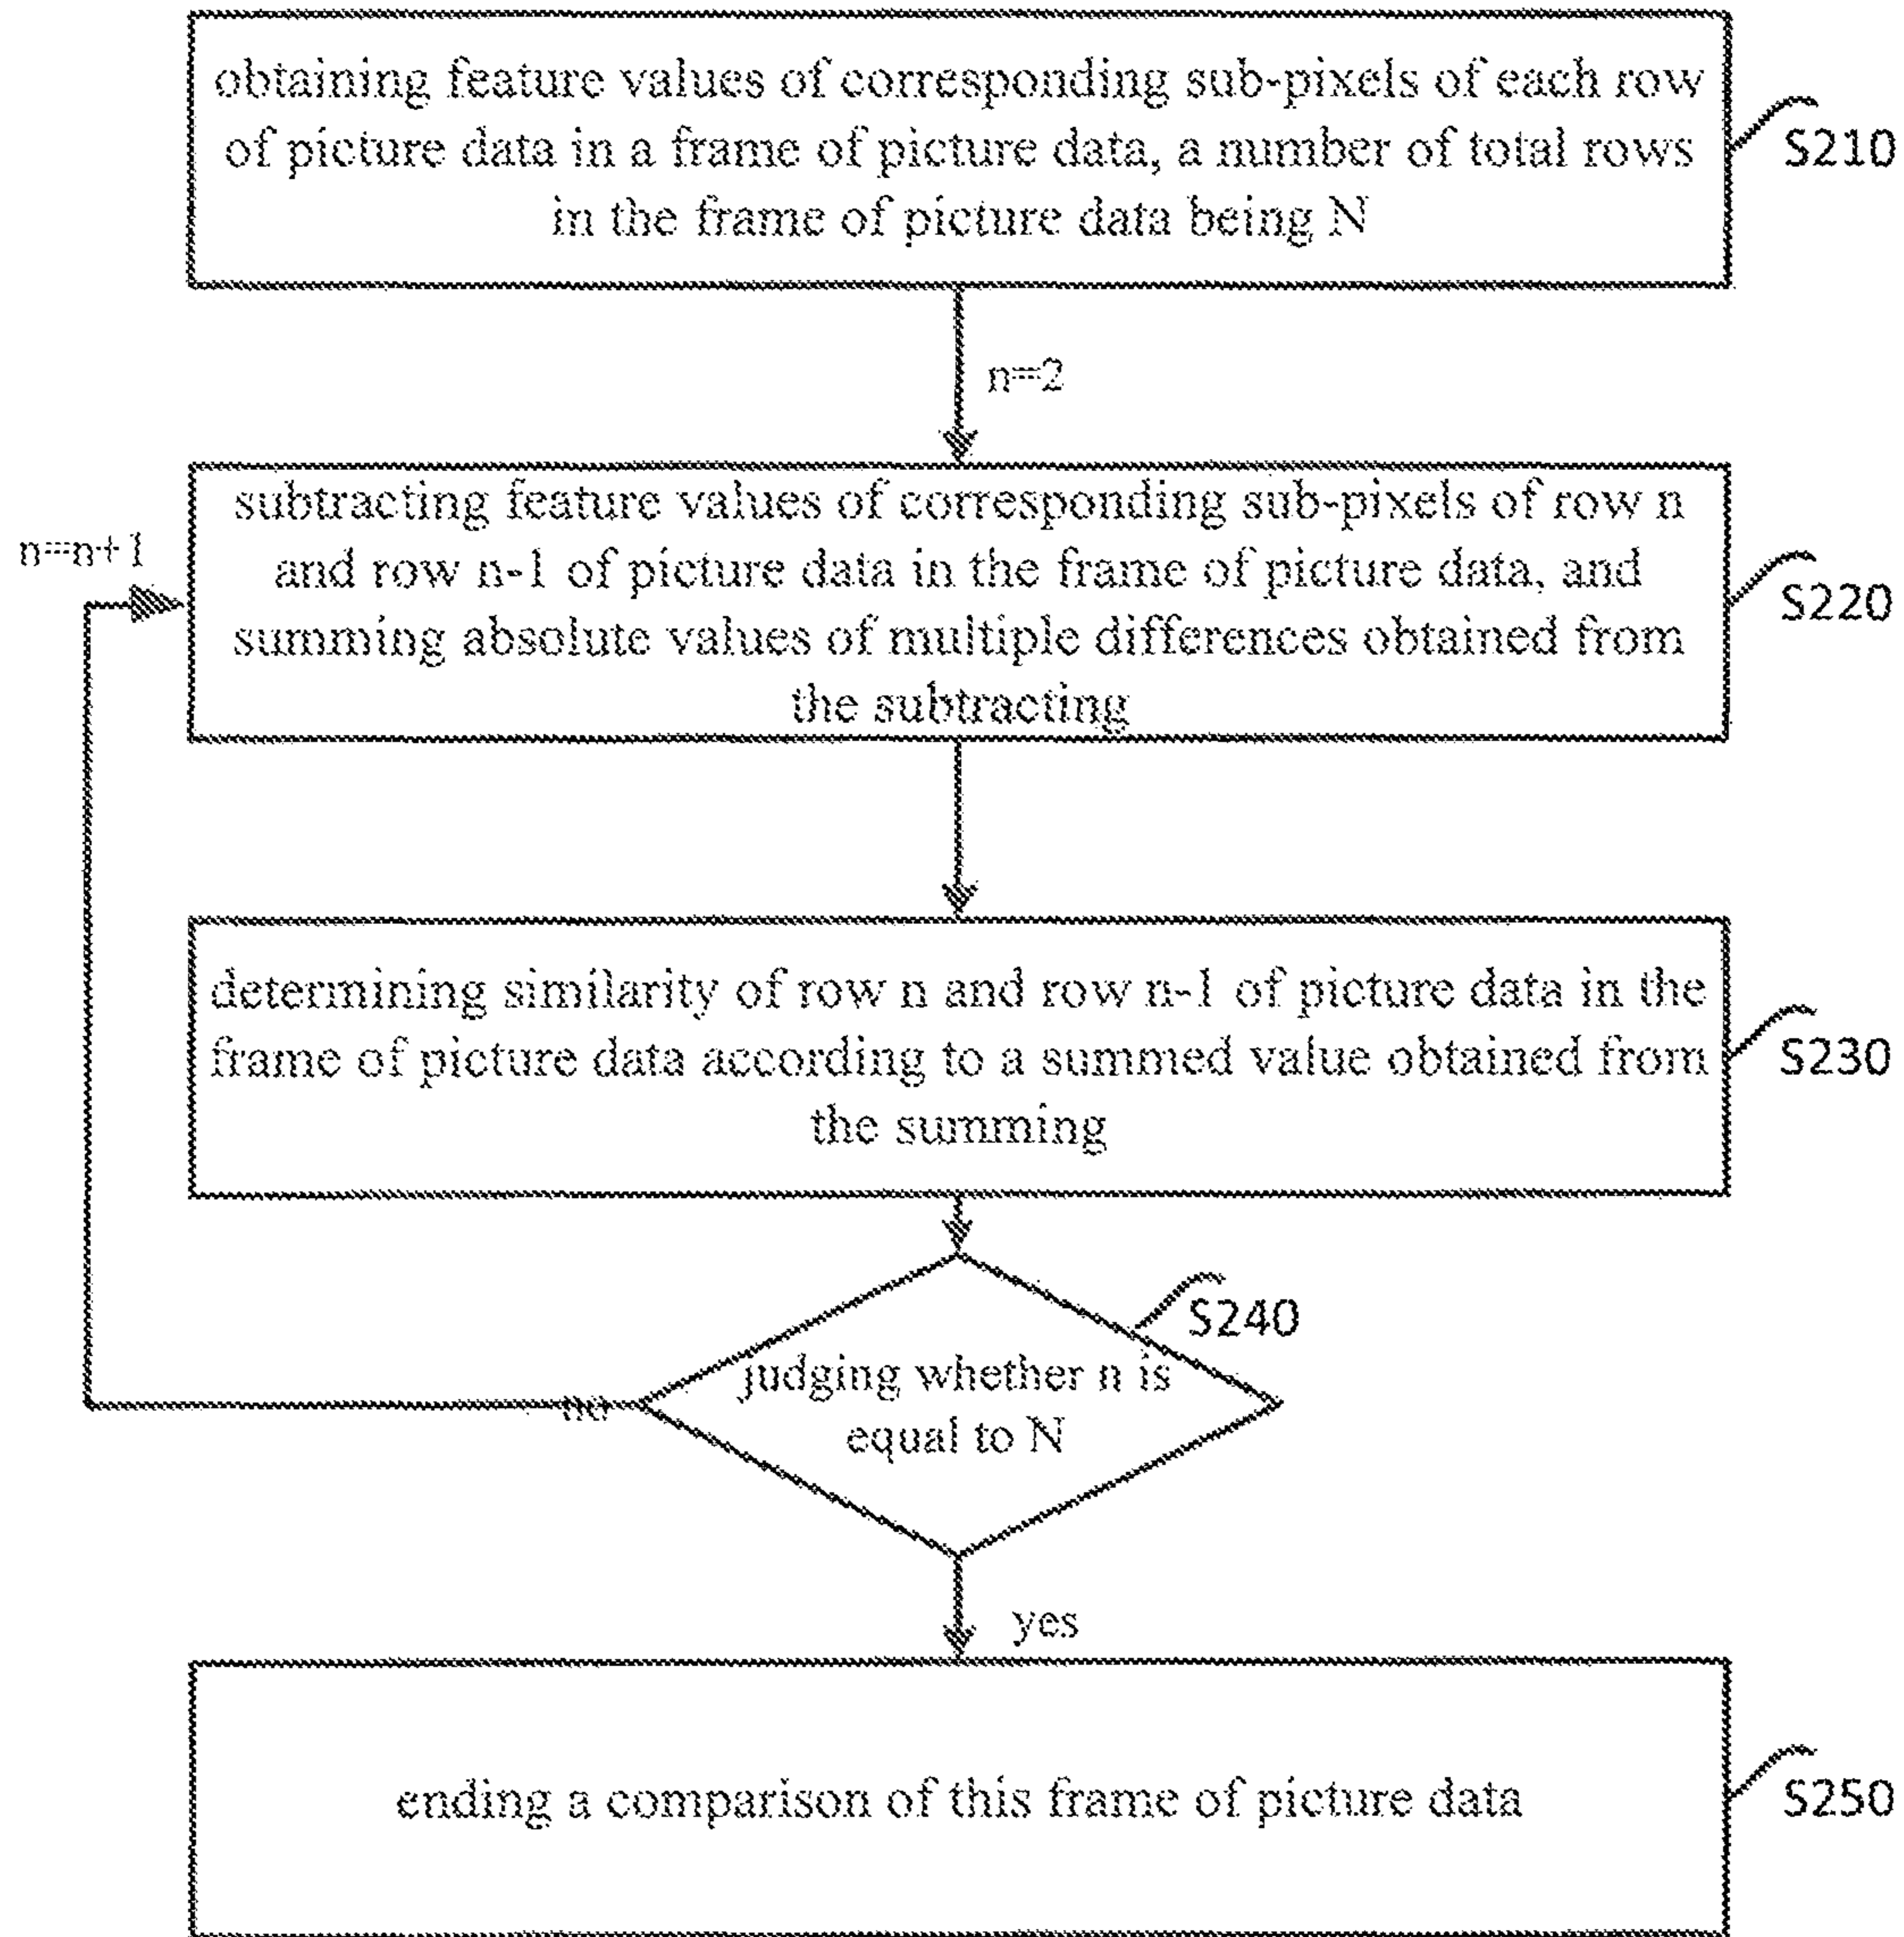 obtaining feature values of corresponding sub-pixels of each row
of picture data in a frame of picture data, a number of total rows
in the frame of picture data being N
S210
n=2
subtracting feature values of corresponding sub-pixels of row n
and row n-1 of picture data in the frame of picture data, and
summing absolute values of multiple differences obtained from
the subtracting
S220
n=n+1
determining similarity of row n and row n-1 of picture data in the
frame of picture data according to a summed value obtained from
the summing
S230
S240
judging whether n is
equal to N
no
yes
ending a comparison of this frame of picture data
S250